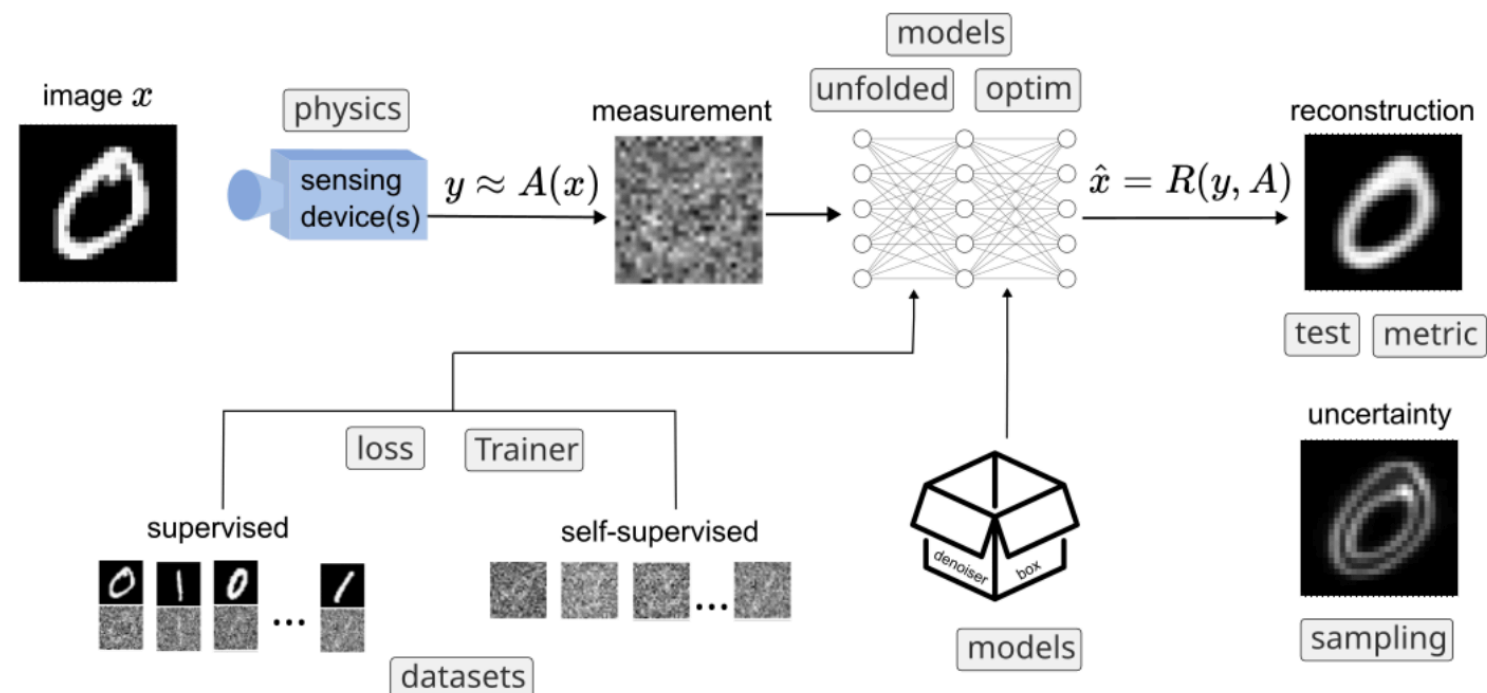 models
unfolded optim
image x
physics
measurement
reconstruction
sensing
device(s)
y ≈ A(x)
x̂ = R(y, A)
test metric
uncertainty
loss Trainer
supervised
self-supervised
...
...
denoiser box
models
sampling
datasets